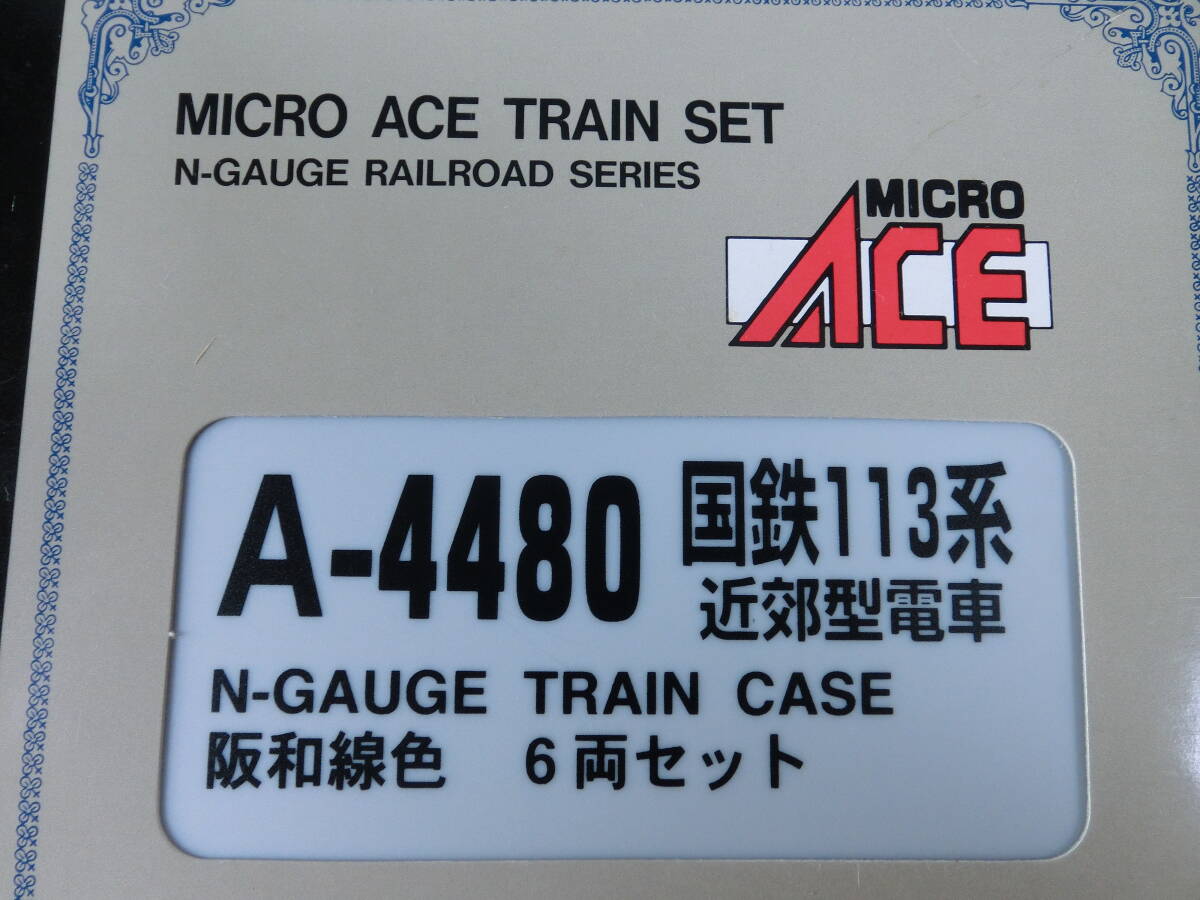 MICRO ACE TRAIN SET
N-GAUGE RAILROAD SERIES
MICRO
ACE
A-4480 国鉄113系
近郊型電車
N-GAUGE TRAIN CASE
阪和線色 6両セット